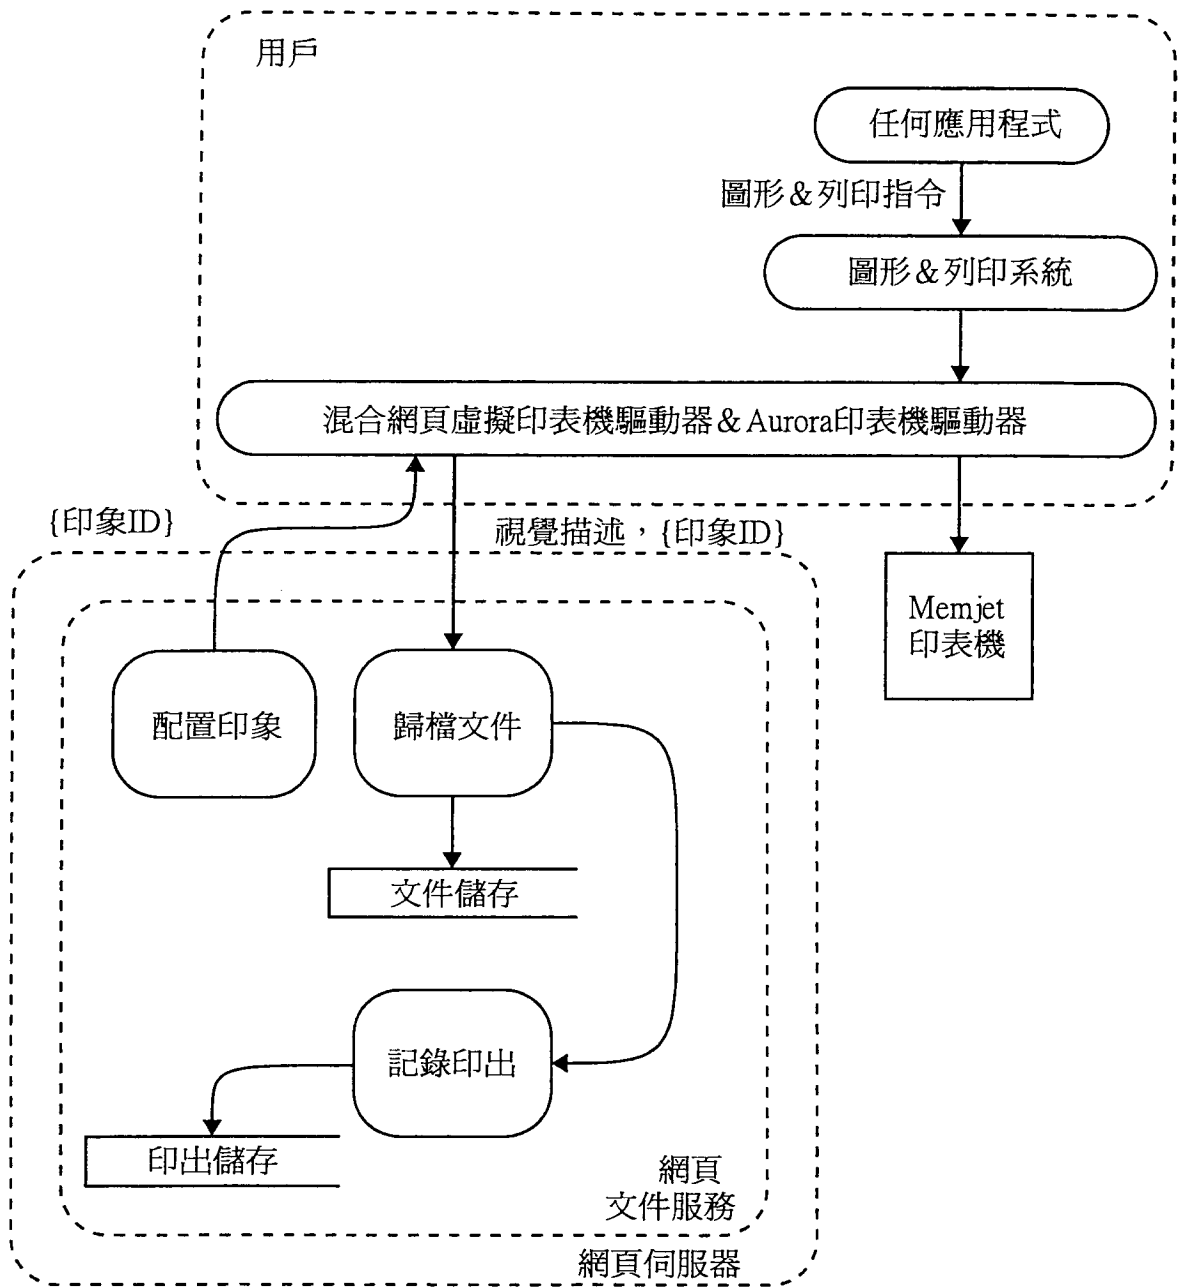 用戶
任何應用程式
圖形&列印指令
圖形&列印系統
混合網頁虛擬印表機驅動器&Aurora印表機驅動器
{印象ID}
視覺描述，{印象ID}
Memjet
印表機
配置印象
歸檔文件
文件儲存
記錄印出
印出儲存
網頁
文件服務
網頁伺服器